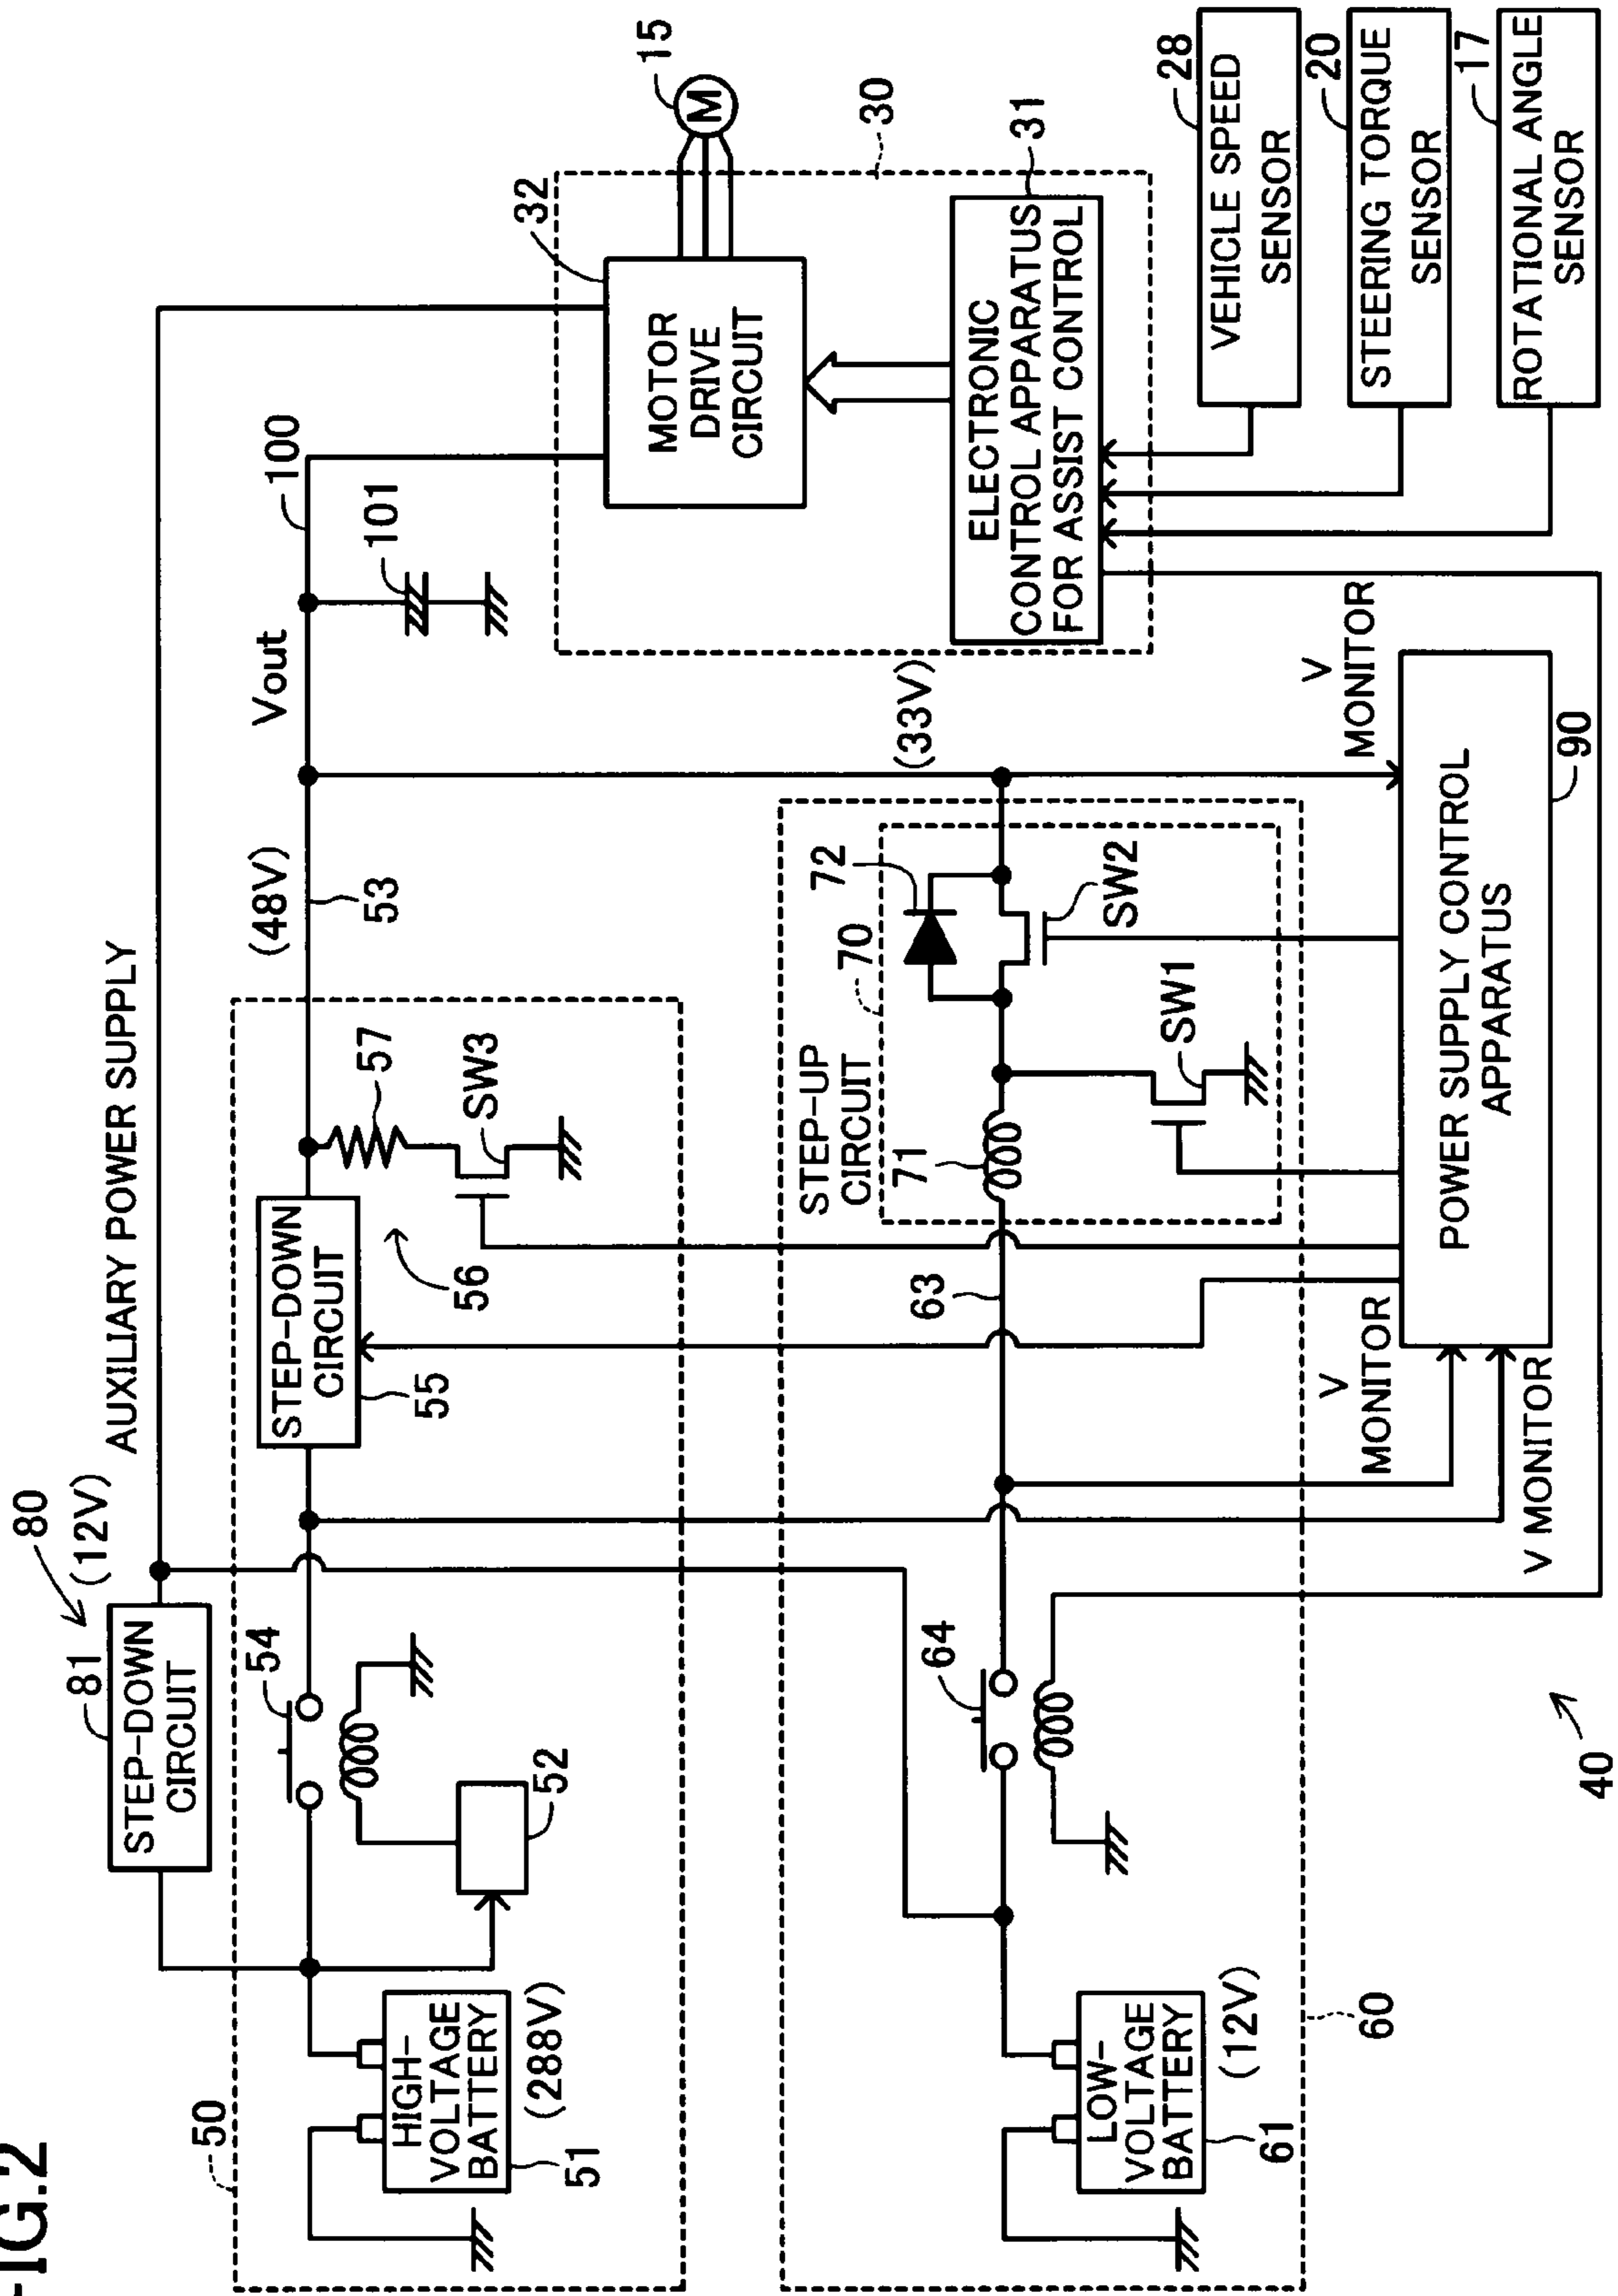 FIG.2
80
81
STEP-DOWN
CIRCUIT
(12V)
AUXILIARY POWER SUPPLY
50
54
52
HIGH-
VOLTAGE
BATTERY
(288V)
51
STEP-DOWN
CIRCUIT
55
56
57
SW3
(48V)
53
Vout
100
101
32
MOTOR
DRIVE
CIRCUIT
15
M
30
31
ELECTRONIC
CONTROL APPARATUS
FOR ASSIST CONTROL
28
VEHICLE SPEED
SENSOR
20
STEERING TORQUE
SENSOR
17
ROTATIONAL ANGLE
SENSOR
(33V)
STEP-UP
CIRCUIT
70
71
72
SW1
SW2
63
64
LOW-
VOLTAGE
BATTERY
(12V)
61
60
V
MONITOR
V
MONITOR
V MONITOR
POWER SUPPLY CONTROL
APPARATUS
90
40